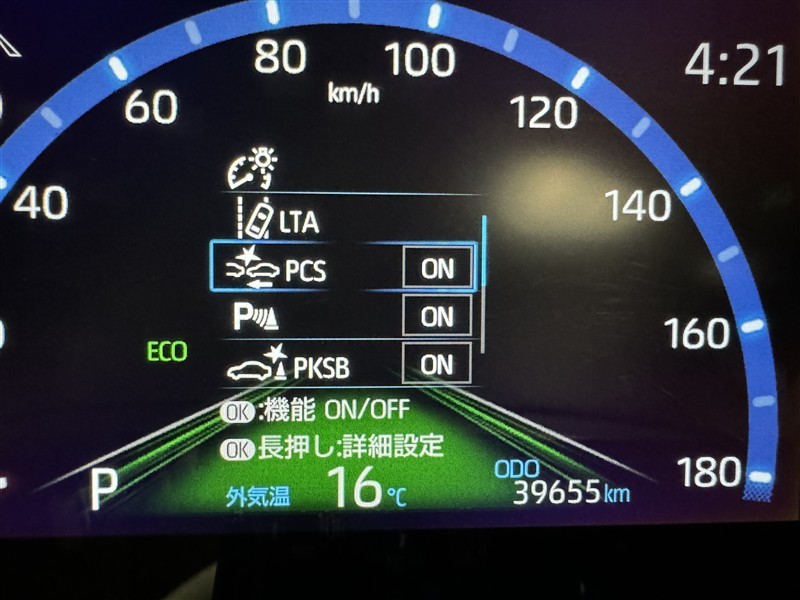 80
100
4:21
km/h
60
120
40
140
LTA
PCS ON
P ON
160
ECO
PKSB ON
OK:機能 ON/OFF
OK長押し:詳細設定
P
外気温 16℃
ODO
39655km
180